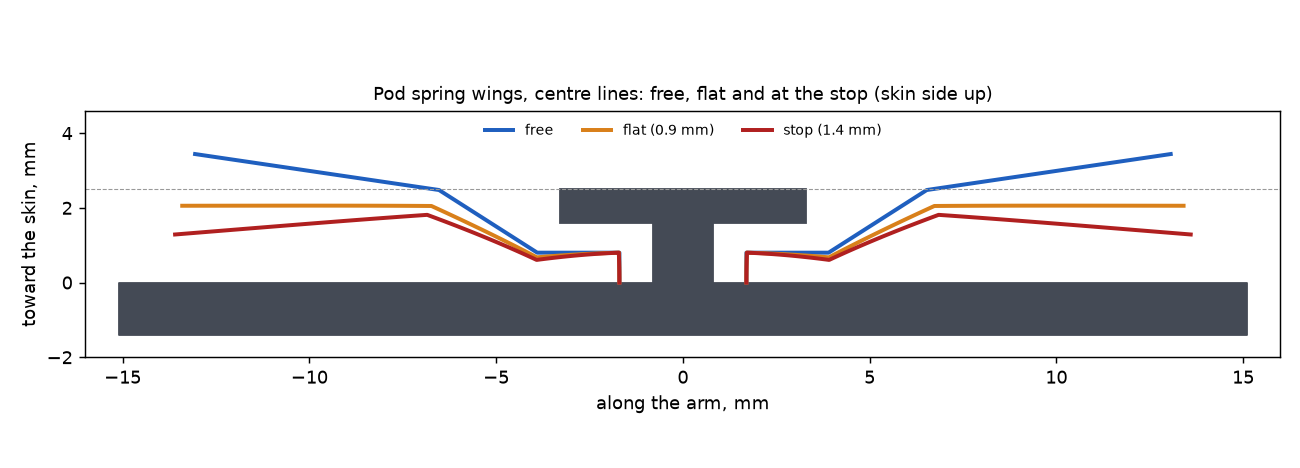 Pod spring wings, centre lines: free, flat and at the stop (skin side up)
free flat (0.9 mm) stop (1.4 mm)
toward the skin, mm
4
2
0
−2
−15 −10 −5 0 5 10 15
along the arm, mm